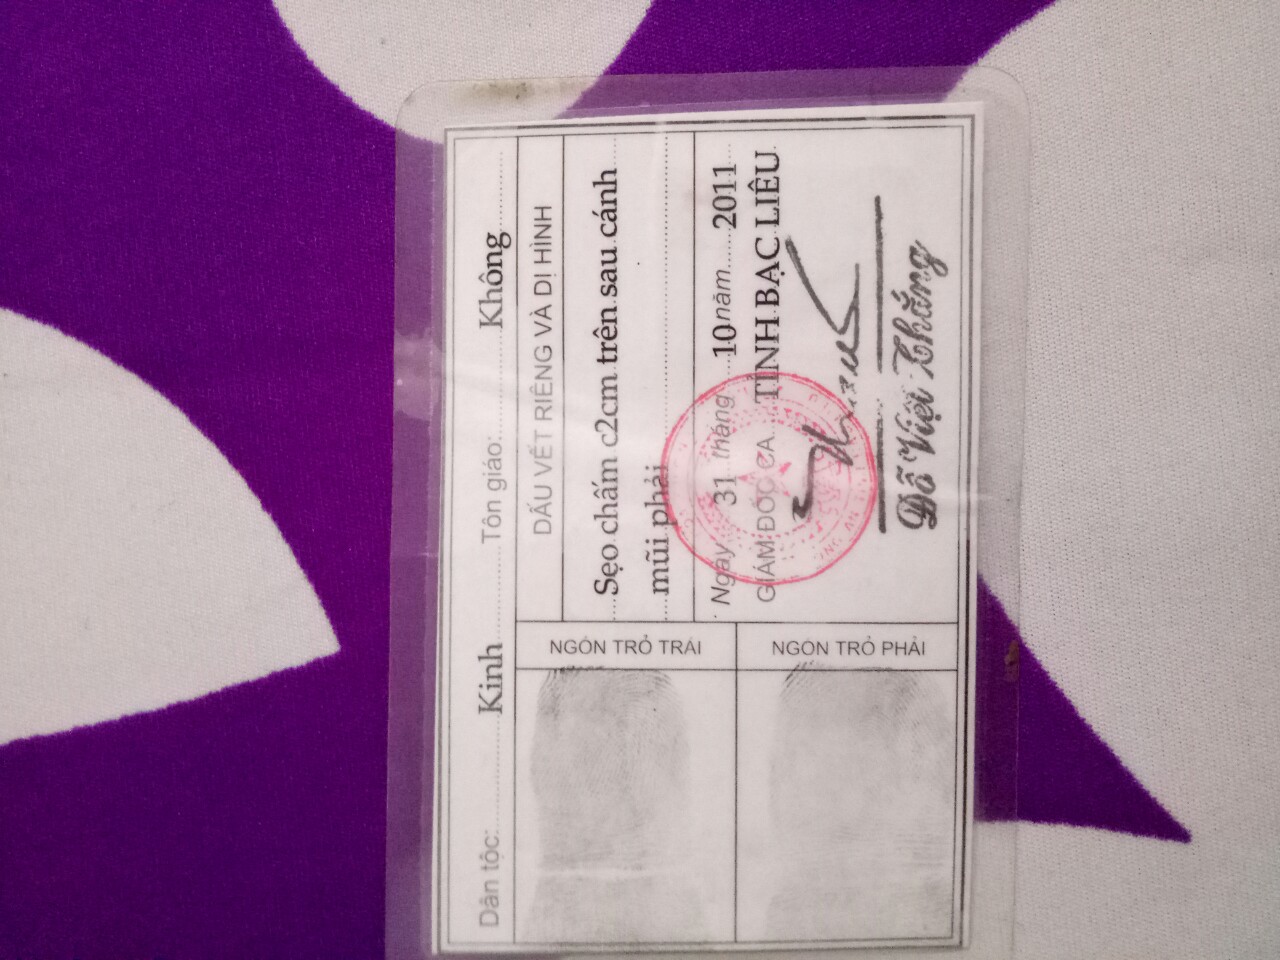 Dân tộc: Kinh Tôn giáo: Không
DẤU VẾT RIÊNG VÀ DỊ HÌNH
Sẹo chấm c2cm trên sau cánh
mũi phải
Ngày 31 tháng 10 năm 2011
GIÁM ĐỐC CA TỈNH BẠC LIÊU
Đỗ Việt Thắng
NGÓN TRỎ TRÁI
NGÓN TRỎ PHẢI